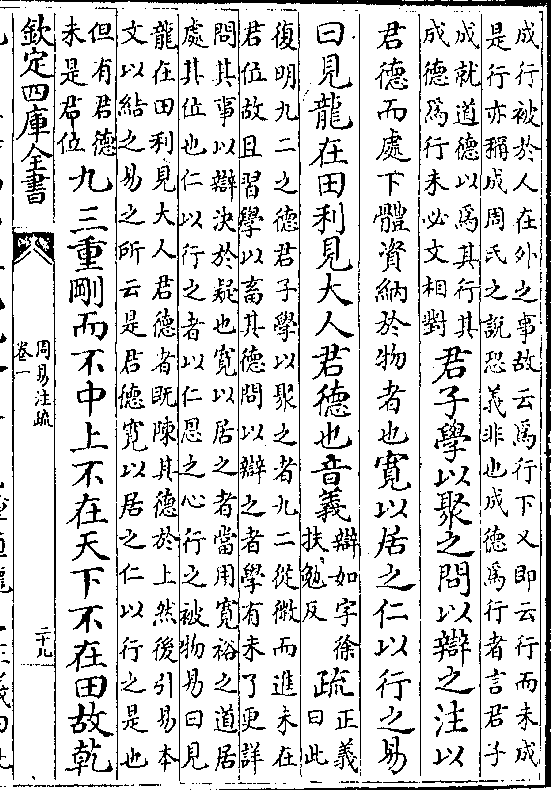 成行被於人在外之事故云為行下又即云行而未成
是行亦稱成周氏之說恐義非也成德為行者言君子
成就道德以為其行其
成德為行未必文相對
君子學以聚之問以辯之注以
君德而處下體資納於物者也寬以居之仁以行之易
曰見龍在田利見大人君德也音義
辯如字徐
扶勉反
疏
正義
曰此
復明九二之德君子學以聚之者九二從微而進未在
君位故且習學以畜其德問以辯之者學有未了更詳
問其事以辯決於疑也寬以居之者當用寬裕之道居
處其位也仁以行之者以仁恩之心行之被物易曰見
龍在田利見大人君德者既陳其德於上然後引易本
文以結之易之所云是君德寬以居之仁以行之是也
但有君德
未是君位
九三重剛而不中上不在天下不在田故乾
欽定四庫全書
周易注疏
卷一
二十九